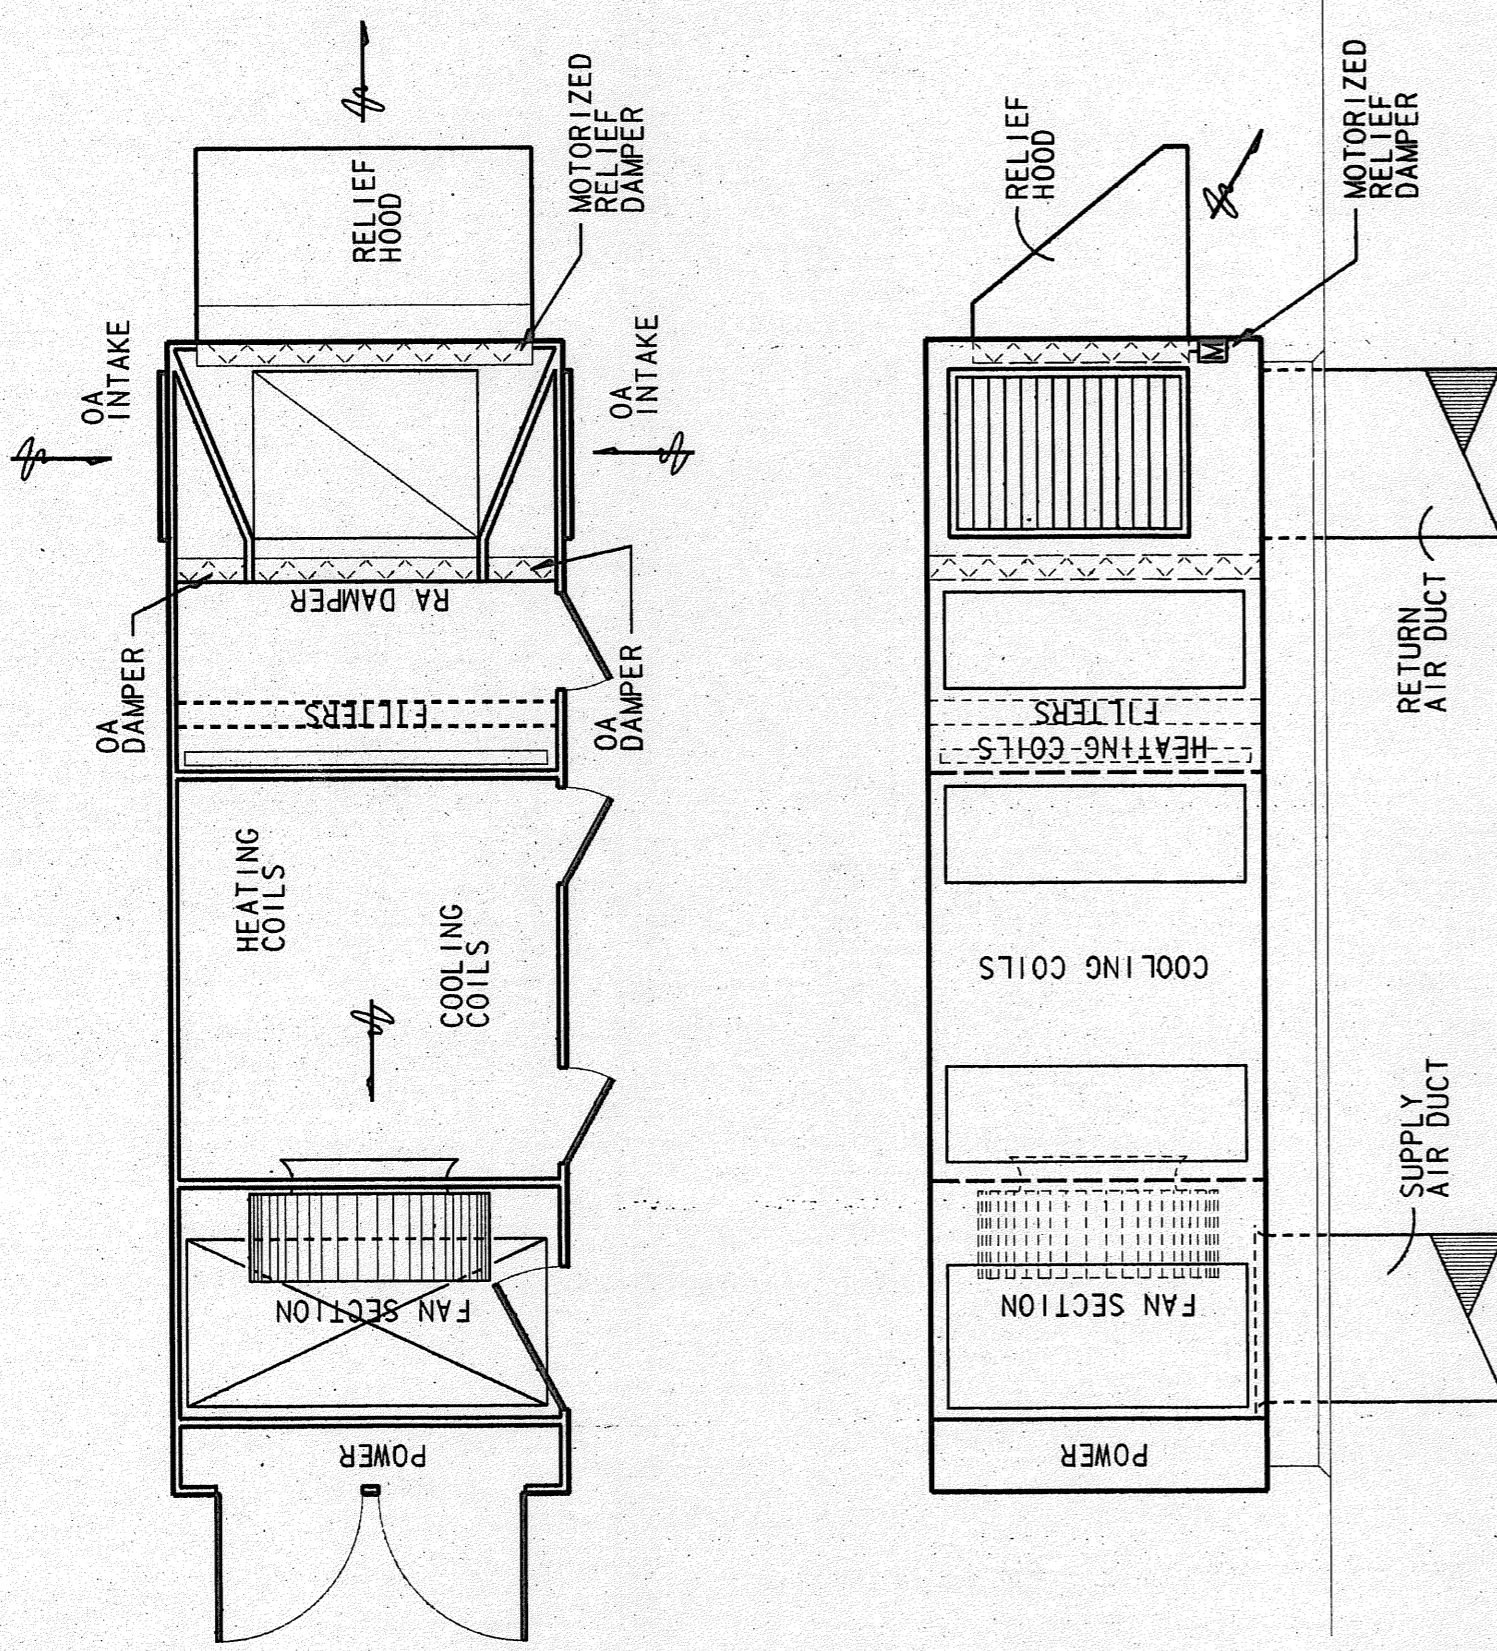 RELIEF
HOOD
MOTORIZED
RELIEF
DAMPER
OA
INTAKE
OA
INTAKE
OA
DAMPER
RA DAMPER
OA
DAMPER
FILTERS
HEATING
COILS
COOLING
COILS
FAN SECTION
POWER
RELIEF
HOOD
MOTORIZED
RELIEF
DAMPER
M
RETURN
AIR DUCT
FILTERS
HEATING COILS
COOLING COILS
SUPPLY
AIR DUCT
FAN SECTION
POWER